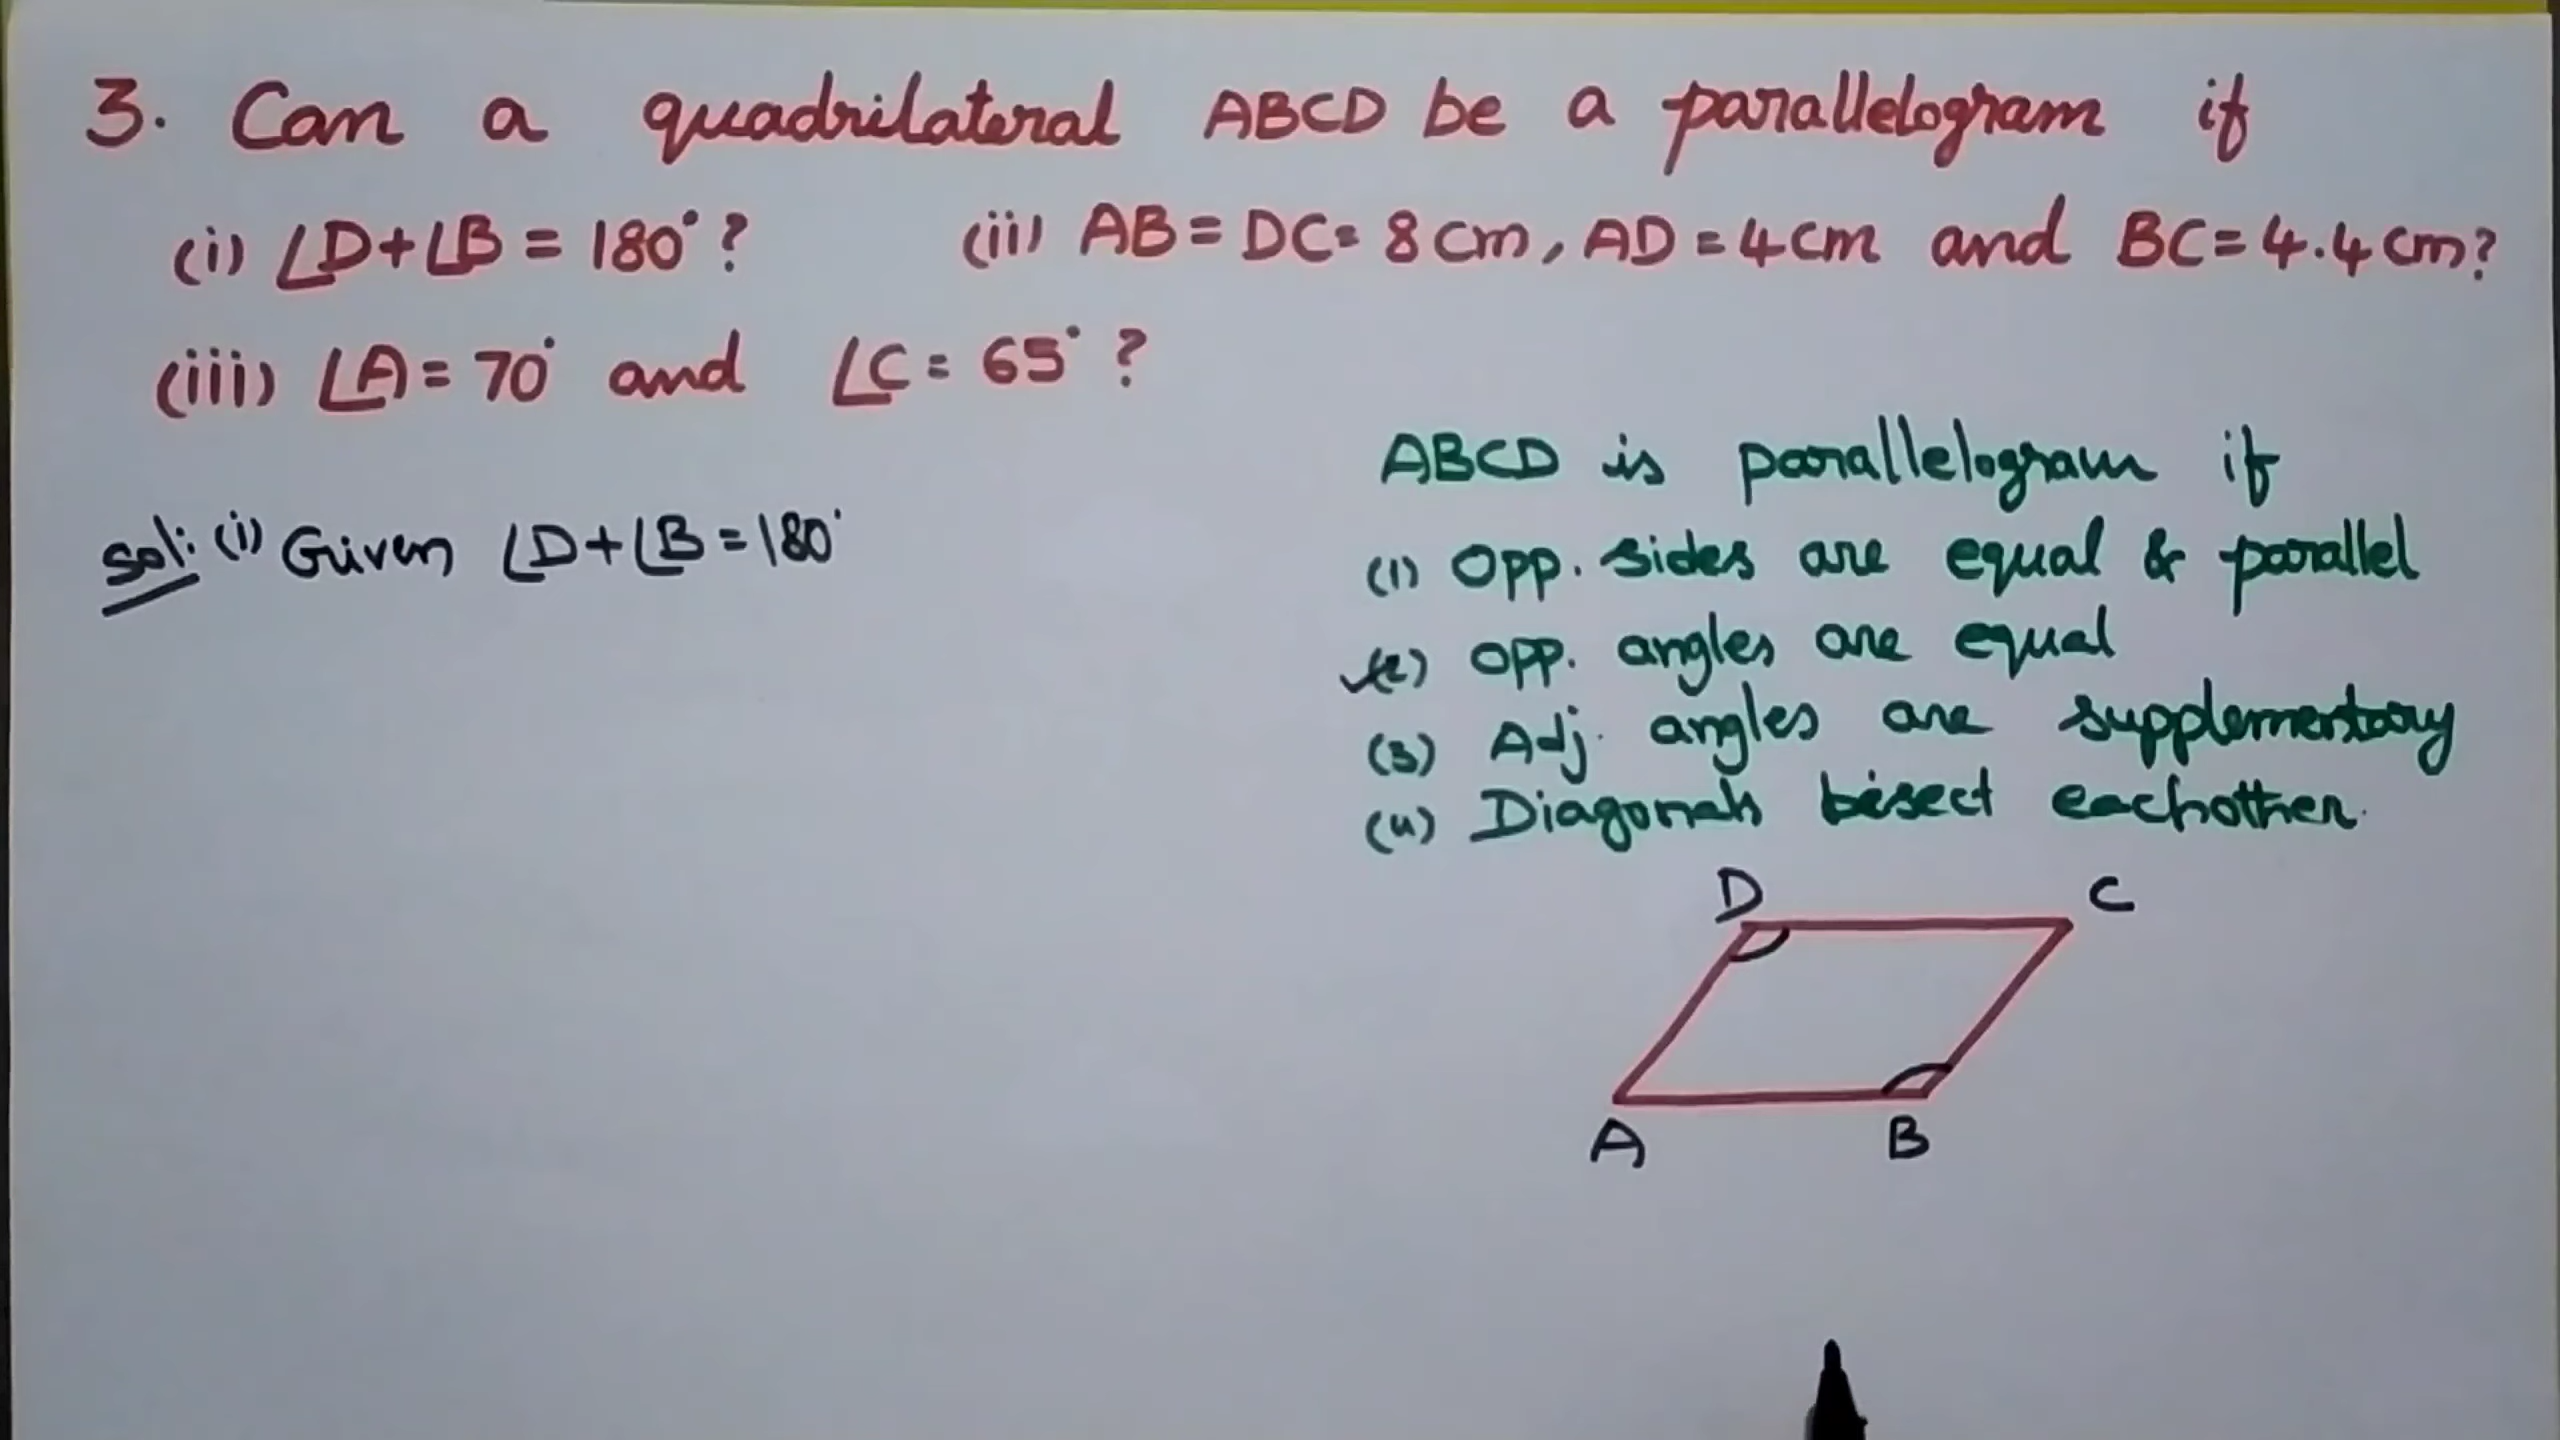 3. Can a quadrilateral ABCD be a parallelogram if
(i) ∠D+∠B = 180° ? (ii) AB = DC = 8 cm, AD = 4 cm and BC = 4.4 cm?
(iii) ∠A = 70° and ∠C = 65° ?
ABCD is parallelogram if
Sol: (i) Given ∠D+∠B = 180°
(1) Opp. sides are equal & parallel
(2) Opp. angles are equal
(3) Adj. angles are supplementary
(4) Diagonals bisect eachother.
D C
A B